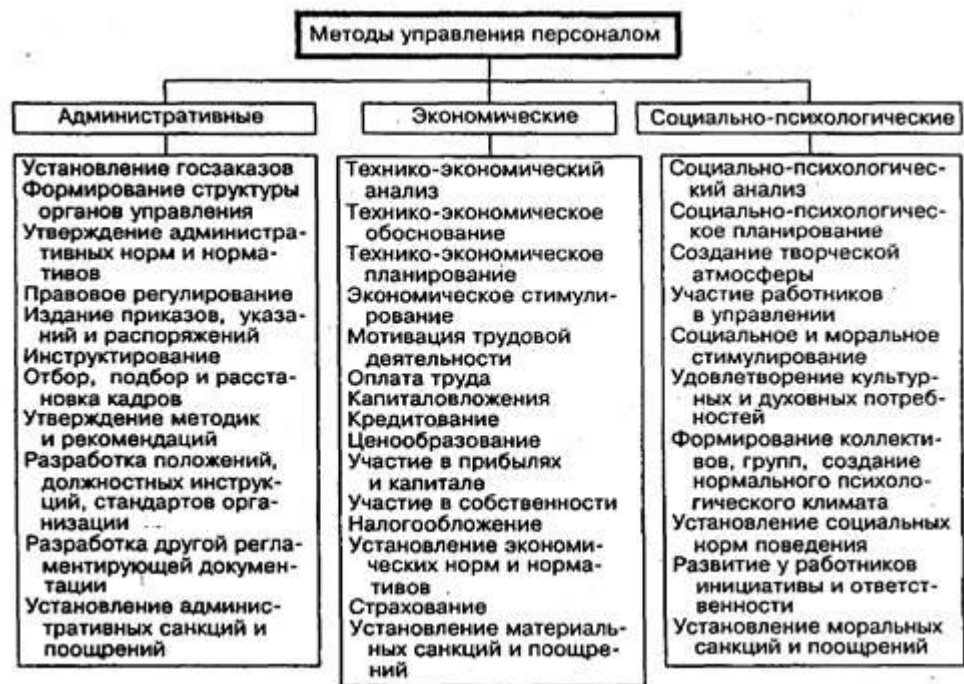 Методы управления персоналом
Административные
Установление госзаказов
Формирование структуры
органов управления
Утверждение администра-
тивных норм и норма-
тивов
Правовое регулирование
Издание приказов, указа-
ний и распоряжений
Инструктирование
Отбор, подбор и расста-
новка кадров
Утверждение методик
и рекомендаций
Разработка положений,
должностных инструк-
ций, стандартов орга-
низации
Разработка другой регла-
ментирующей докумен-
тации
Установление админис-
тративных санкций и
поощрений
Экономические
Технико-экономический
анализ
Технико-экономическое
обоснование
Технико-экономическое
планирование
Экономическое стимули-
рование
Мотивация трудовой
деятельности
Оплата труда
Капиталовложения
Кредитование
Ценообразование
Участие в прибылях
и капитале
Участие в собственности
Налогообложение
Установление экономи-
ческих норм и норма-
тивов
Страхование
Установление материаль-
ных санкций и поощре-
ний
Социально-психологические
Социально-психологичес-
кий анализ
Социально-психологичес-
кое планирование
Создание творческой
атмосферы
Участие работников
в управлении
Социальное и моральное
стимулирование
Удовлетворение культур-
ных и духовных потреб-
ностей
Формирование коллекти-
вов, групп, создание
нормального психоло-
гического климата
Установление социальных
норм поведения
Развитие у работников
инициативы и ответст-
венности
Установление моральных
санкций и поощрений